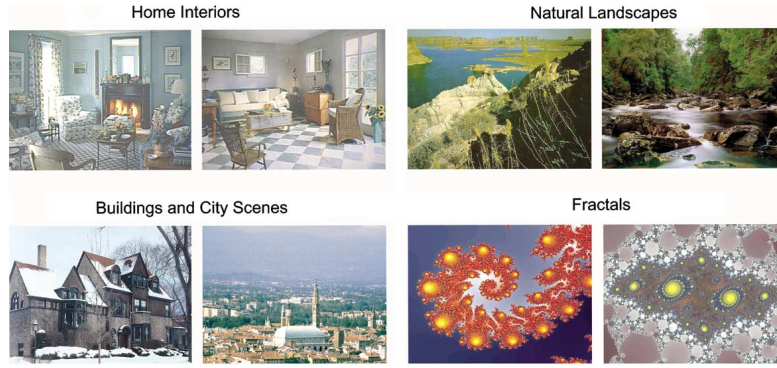 Home Interiors
Natural Landscapes
Buildings and City Scenes
Fractals